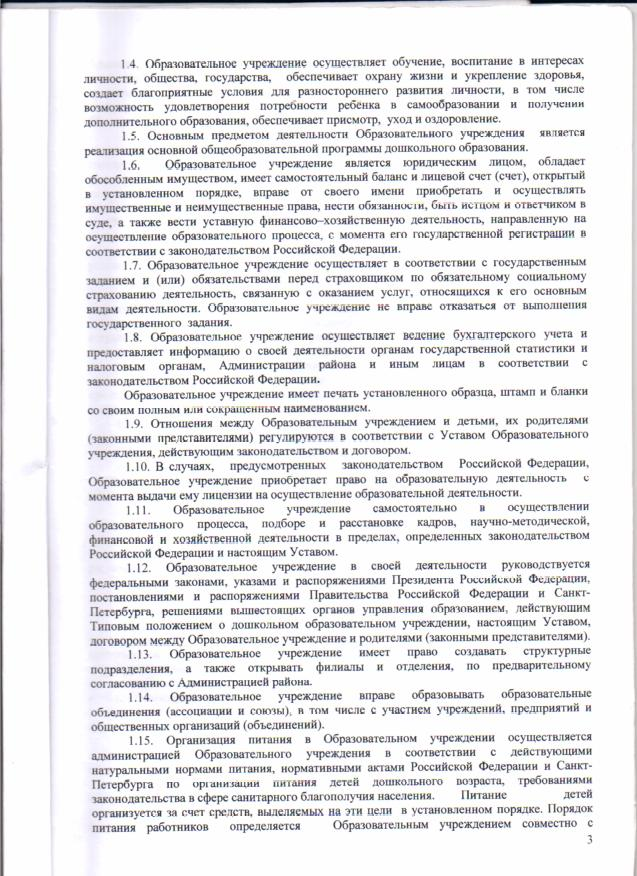 1.4. Образовательное учреждение осуществляет обучение, воспитание в интересах
личности, общества, государства, обеспечивает охрану жизни и укрепление здоровья,
создает благоприятные условия для разностороннего развития личности, в том числе
возможность удовлетворения потребности ребенка в самообразовании и получении
дополнительного образования, обеспечивает присмотр, уход и оздоровление.
1.5. Основным предметом деятельности Образовательного учреждения является
реализация основной общеобразовательной программы дошкольного образования.
1.6. Образовательное учреждение является юридическим лицом, обладает
обособленным имуществом, имеет самостоятельный баланс и лицевой счет (счет), открытый
в установленном порядке, вправе от своего имени приобретать и осуществлять
имущественные и неимущественные права, нести обязанности, быть истцом и ответчиком в
суде, а также вести уставную финансово–хозяйственную деятельность, направленную на
осуществление образовательного процесса, с момента его государственной регистрации в
соответствии с законодательством Российской Федерации.
1.7. Образовательное учреждение осуществляет в соответствии с государственным
заданием и (или) обязательствами перед страховщиком по обязательному социальному
страхованию деятельность, связанную с оказанием услуг, относящихся к его основным
видам деятельности. Образовательное учреждение не вправе отказаться от выполнения
государственного задания.
1.8. Образовательное учреждение осуществляет ведение бухгалтерского учета и
предоставляет информацию о своей деятельности органам государственной статистики и
налоговым органам, Администрации района и иным лицам в соответствии с
законодательством Российской Федерации.
Образовательное учреждение имеет печать установленного образца, штамп и бланки
со своим полным или сокращенным наименованием.
1.9. Отношения между Образовательным учреждением и детьми, их родителями
(законными представителями) регулируются в соответствии с Уставом Образовательного
учреждения, действующим законодательством и договором.
1.10. В случаях, предусмотренных законодательством Российской Федерации,
Образовательное учреждение приобретает право на образовательную деятельность с
момента выдачи ему лицензии на осуществление образовательной деятельности.
1.11. Образовательное учреждение самостоятельно в осуществлении
образовательного процесса, подборе и расстановке кадров, научно-методической,
финансовой и хозяйственной деятельности в пределах, определенных законодательством
Российской Федерации и настоящим Уставом.
1.12. Образовательное учреждение в своей деятельности руководствуется
федеральными законами, указами и распоряжениями Президента Российской Федерации,
постановлениями и распоряжениями Правительства Российской Федерации и Санкт-
Петербурга, решениями вышестоящих органов управления образованием, действующим
Типовым положением о дошкольном образовательном учреждении, настоящим Уставом,
договором между Образовательное учреждение и родителями (законными представителями).
1.13. Образовательное учреждение имеет право создавать структурные
подразделения, а также открывать филиалы и отделения, по предварительному
согласованию с Администрацией района.
1.14. Образовательное учреждение вправе образовывать образовательные
объединения (ассоциации и союзы), в том числе с участием учреждений, предприятий и
общественных организаций (объединений).
1.15. Организация питания в Образовательном учреждении осуществляется
администрацией Образовательного учреждения в соответствии с действующими
натуральными нормами питания, нормативными актами Российской Федерации и Санкт-
Петербурга по организации питания детей дошкольного возраста, требованиями
законодательства в сфере санитарного благополучия населения. Питание детей
организуется за счет средств, выделяемых на эти цели в установленном порядке. Порядок
питания работников определяется Образовательным учреждением совместно с
3